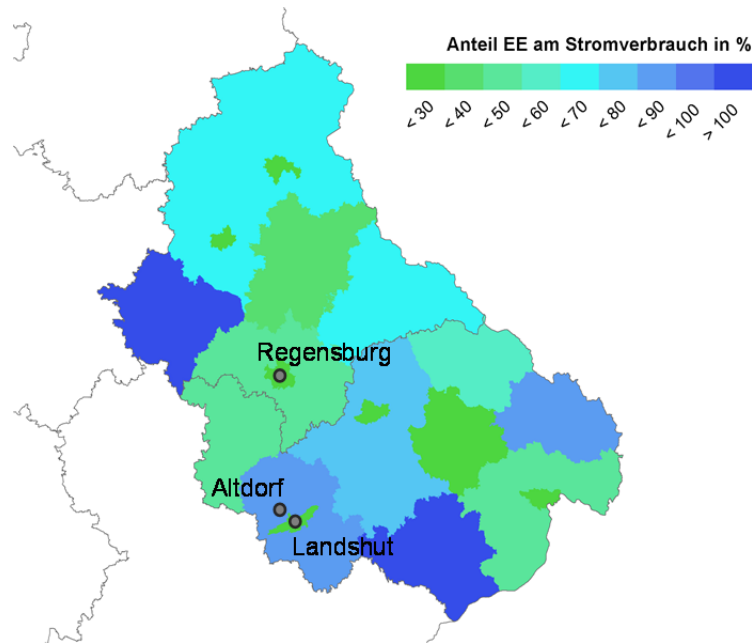 Anteil EE am Stromverbrauch in %
< 30
< 40
< 50
< 60
< 70
< 80
< 90
< 100
> 100
Regensburg
Altdorf
Landshut